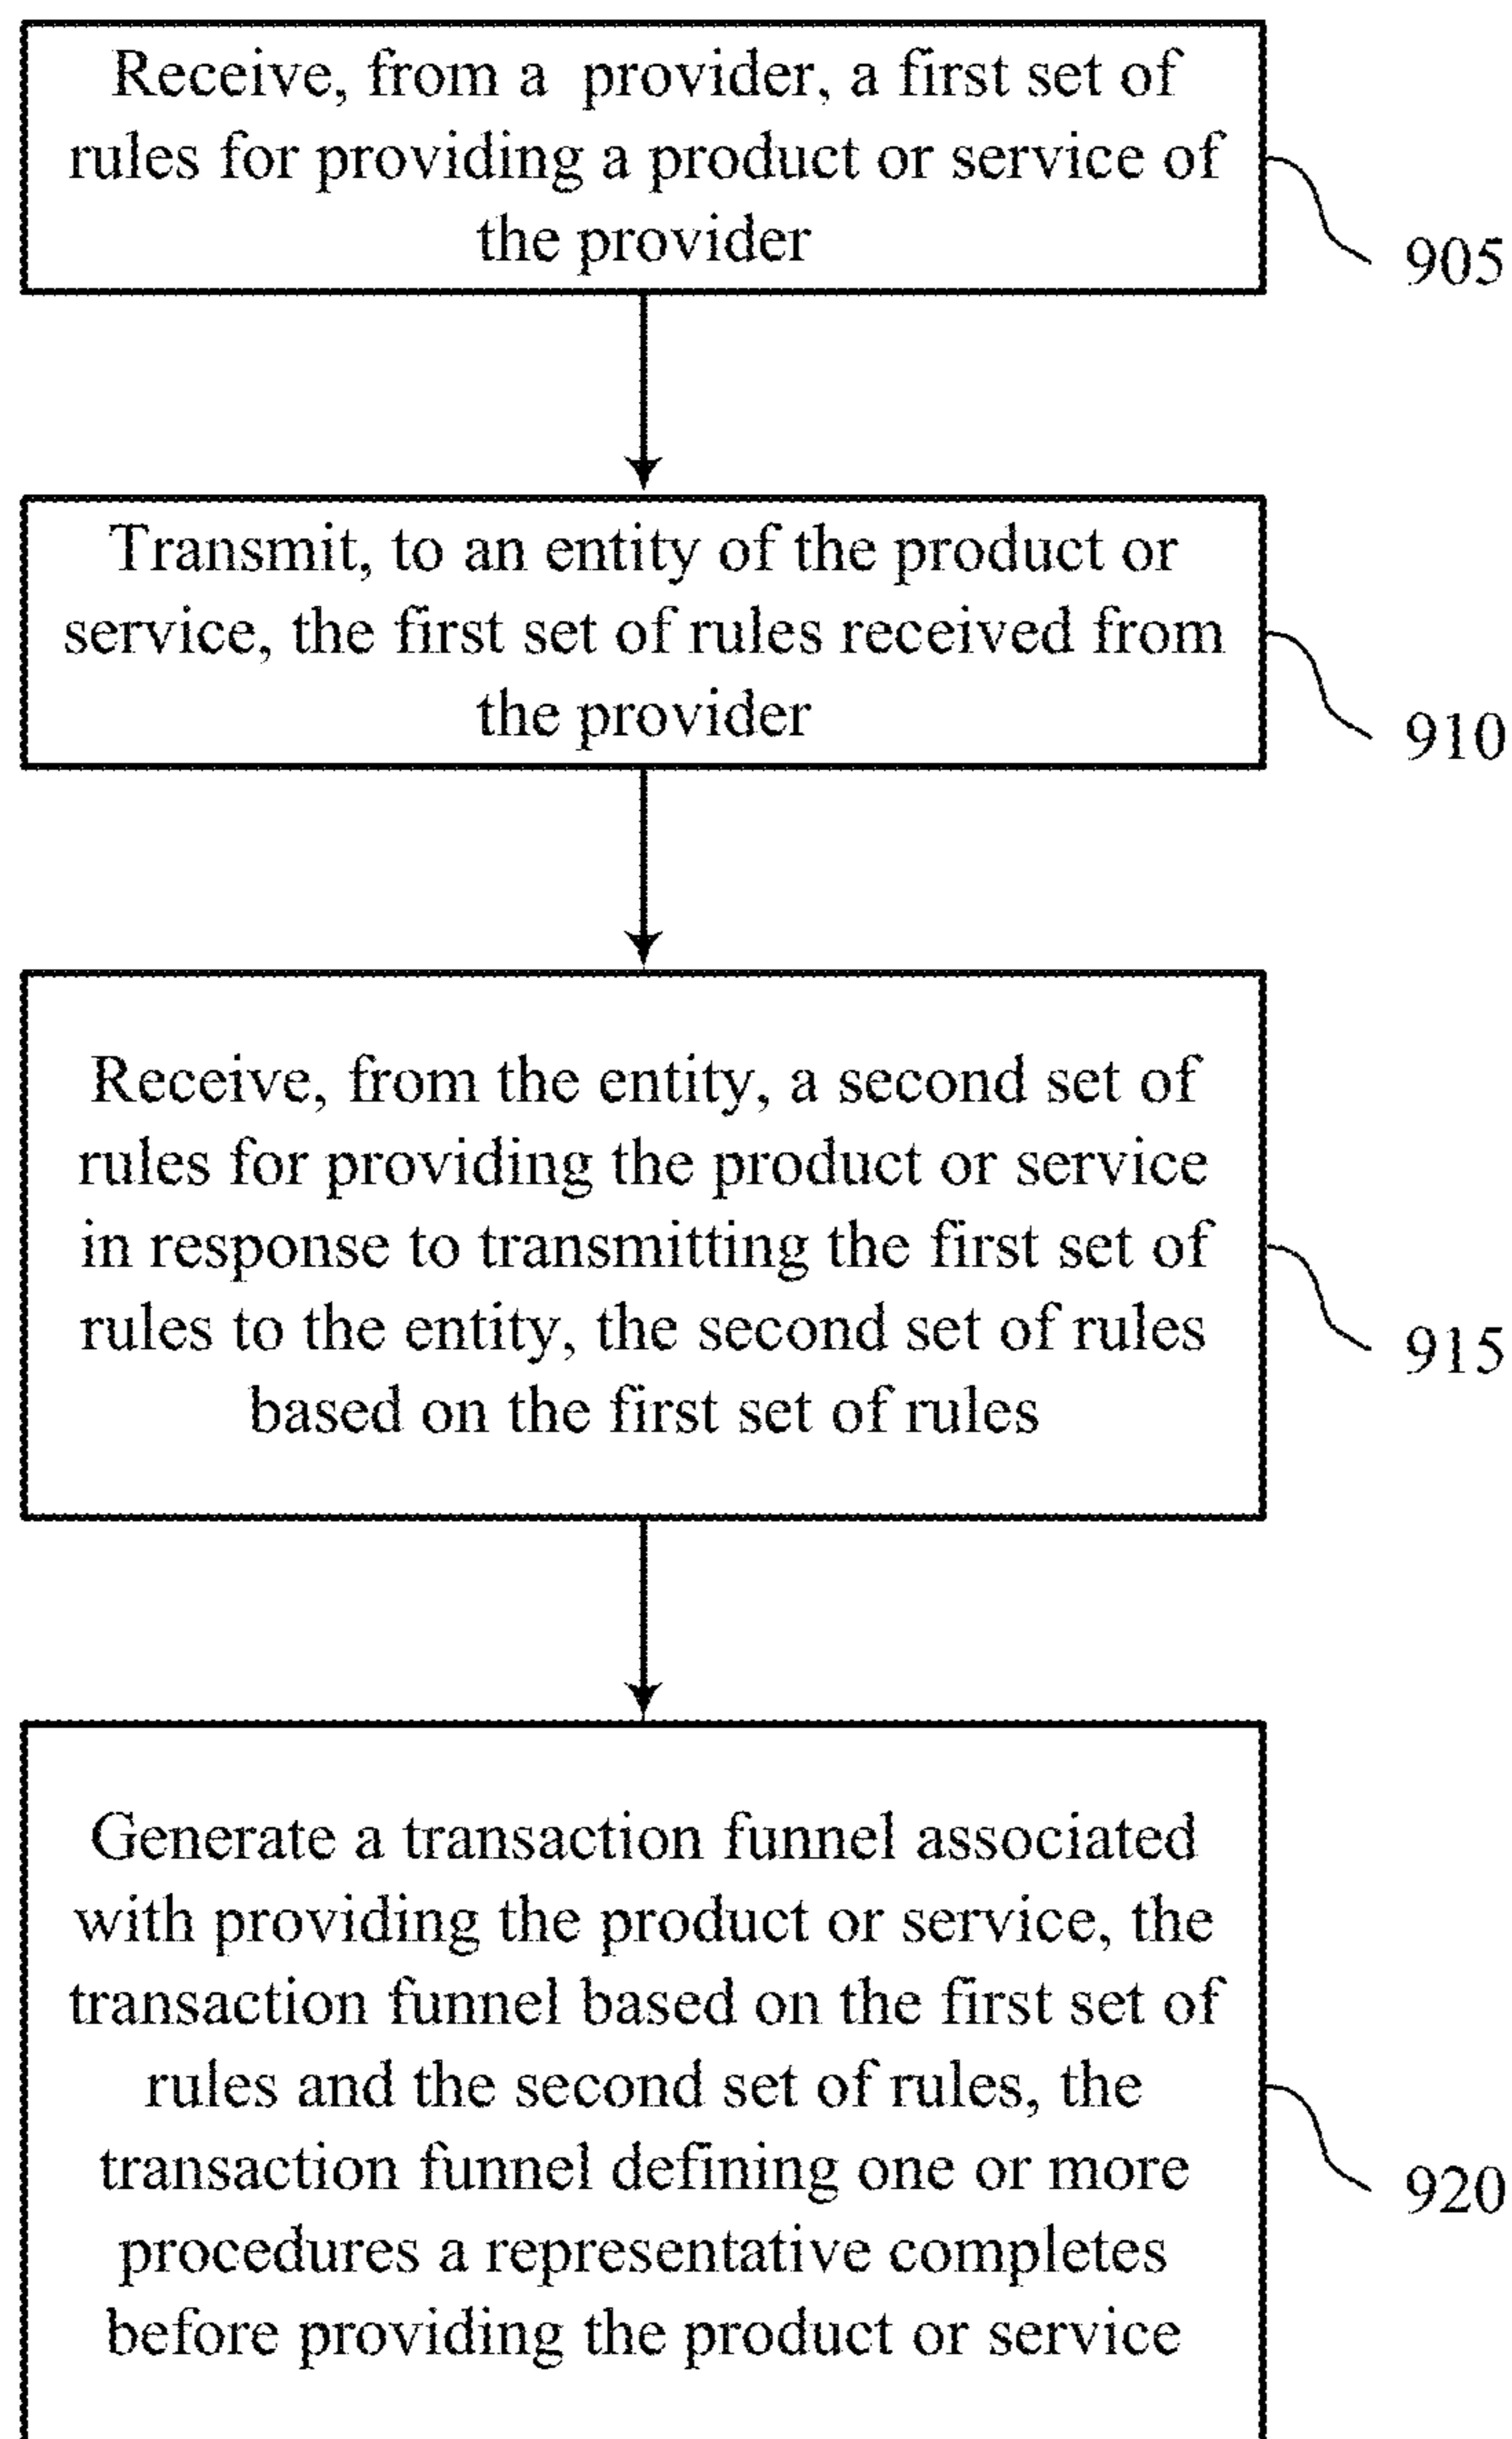 Receive, from a provider, a first set of
rules for providing a product or service of
the provider
905
Transmit, to an entity of the product or
service, the first set of rules received from
the provider
910
Receive, from the entity, a second set of
rules for providing the product or service
in response to transmitting the first set of
rules to the entity, the second set of rules
based on the first set of rules
915
Generate a transaction funnel associated
with providing the product or service, the
transaction funnel based on the first set of
rules and the second set of rules, the
transaction funnel defining one or more
procedures a representative completes
before providing the product or service
920